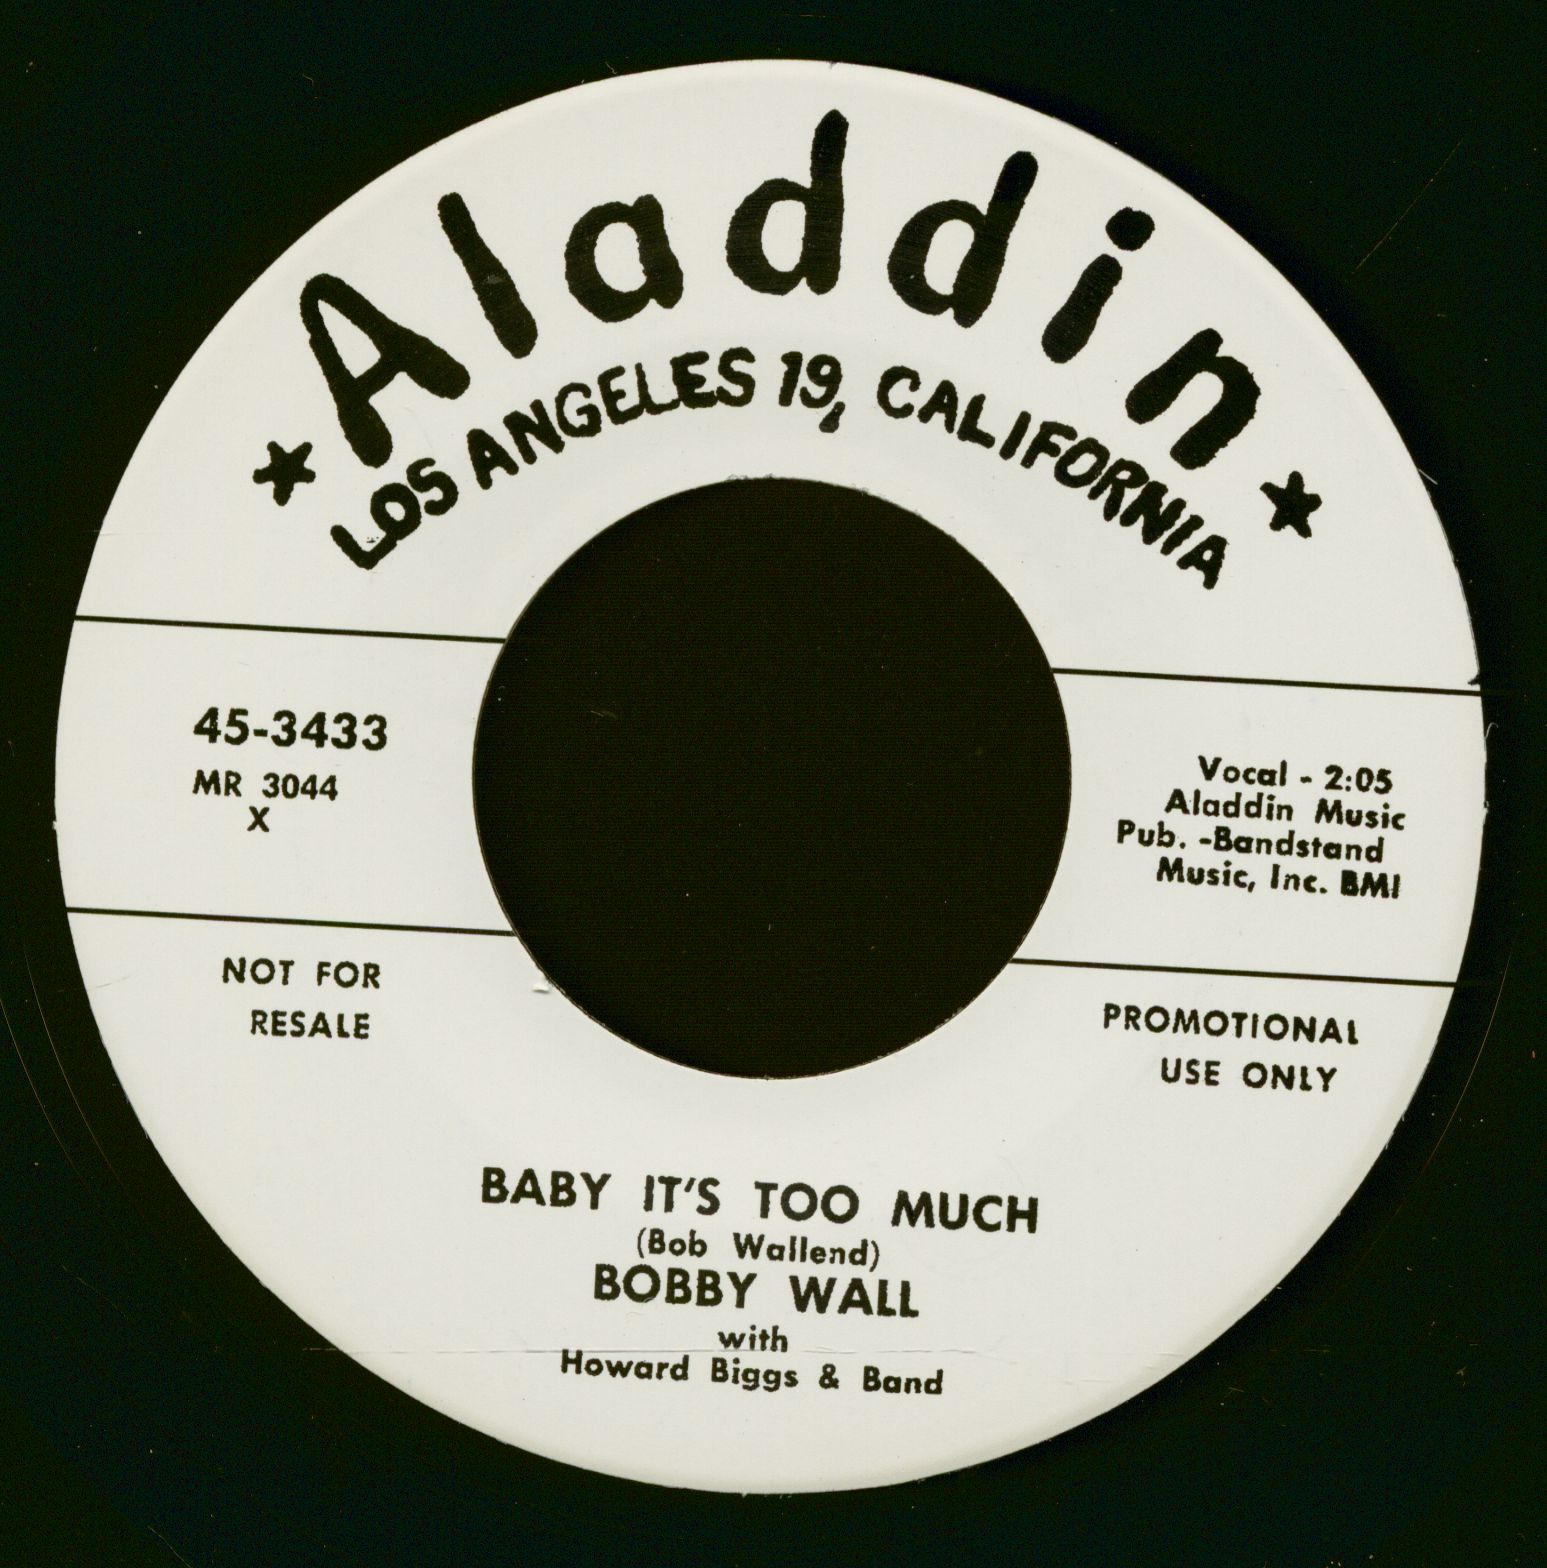 Aladdin
★ LOS ANGELES 19, CALIFORNIA ★
45-3433
MR 3044
X
Vocal - 2:05
Aladdin Music
Pub. -Bandstand
Music, Inc. BMI
NOT FOR
RESALE
PROMOTIONAL
USE ONLY
BABY IT'S TOO MUCH
(Bob Wallend)
BOBBY WALL
with
Howard Biggs & Band